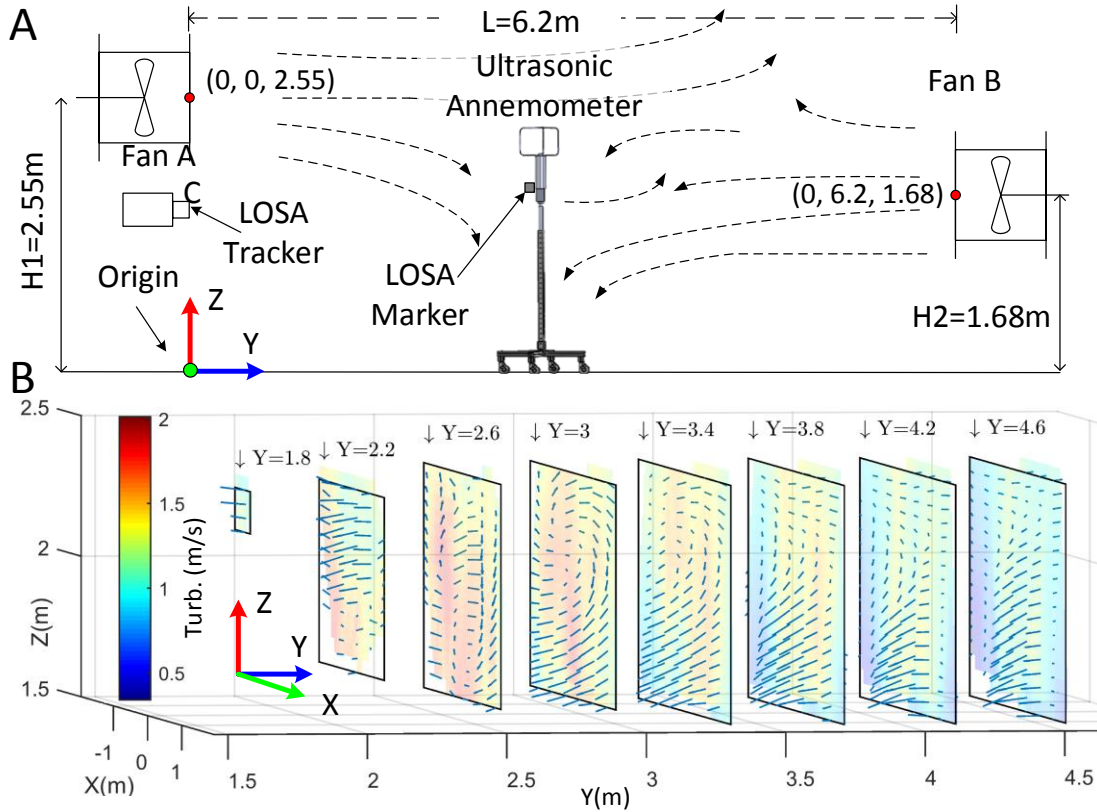 A
L=6.2m
(0, 0, 2.55)
Ultrasonic
Annemometer
Fan B
Fan A
C
LOSA
Tracker
(0, 6.2, 1.68)
H1=2.55m
Origin
LOSA
Marker
Z
Y
H2=1.68m
B
2.5
2
1.5
Z(m)
2
1.5
1
0.5
Turb. (m/s)
↓ Y=1.8
↓ Y=2.2
↓ Y=2.6
↓ Y=3
↓ Y=3.4
↓ Y=3.8
↓ Y=4.2
↓ Y=4.6
Z
Y
X
-1
0
1
X(m)
1.5
2
2.5
3
3.5
4
4.5
Y(m)